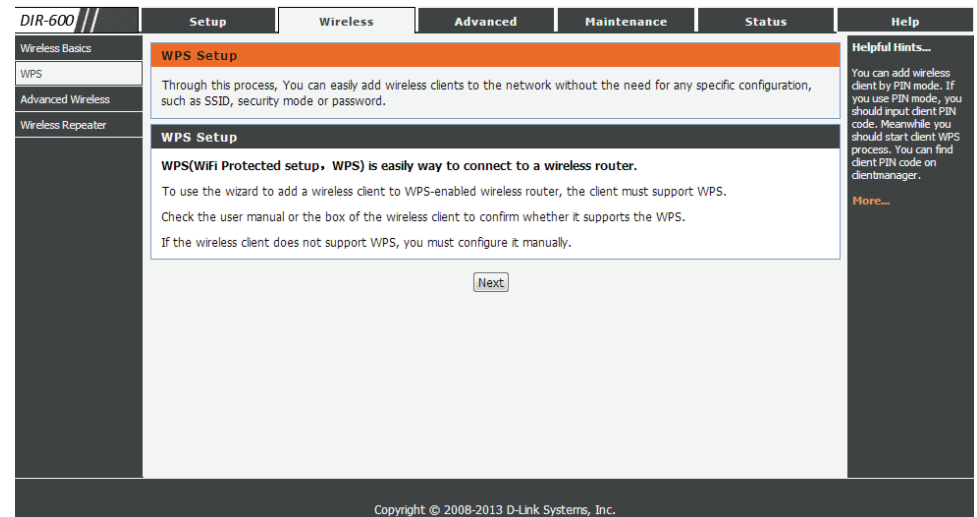 DIR-600
Setup
Wireless
Advanced
Maintenance
Status
Help
Wireless Basics
WPS
Advanced Wireless
Wireless Repeater
WPS Setup
Through this process, You can easily add wireless clients to the network without the need for any specific configuration,
such as SSID, security mode or password.
WPS Setup
WPS(WiFi Protected setup，WPS) is easily way to connect to a wireless router.
To use the wizard to add a wireless client to WPS-enabled wireless router, the client must support WPS.
Check the user manual or the box of the wireless client to confirm whether it supports the WPS.
If the wireless client does not support WPS, you must configure it manually.
Next
Helpful Hints...
You can add wireless
client by PIN mode. If
you use PIN mode, you
should input client PIN
code. Meanwhile you
should start client WPS
process. You can find
client PIN code on
clientmanager.
More...
Copyright © 2008-2013 D-Link Systems, Inc.